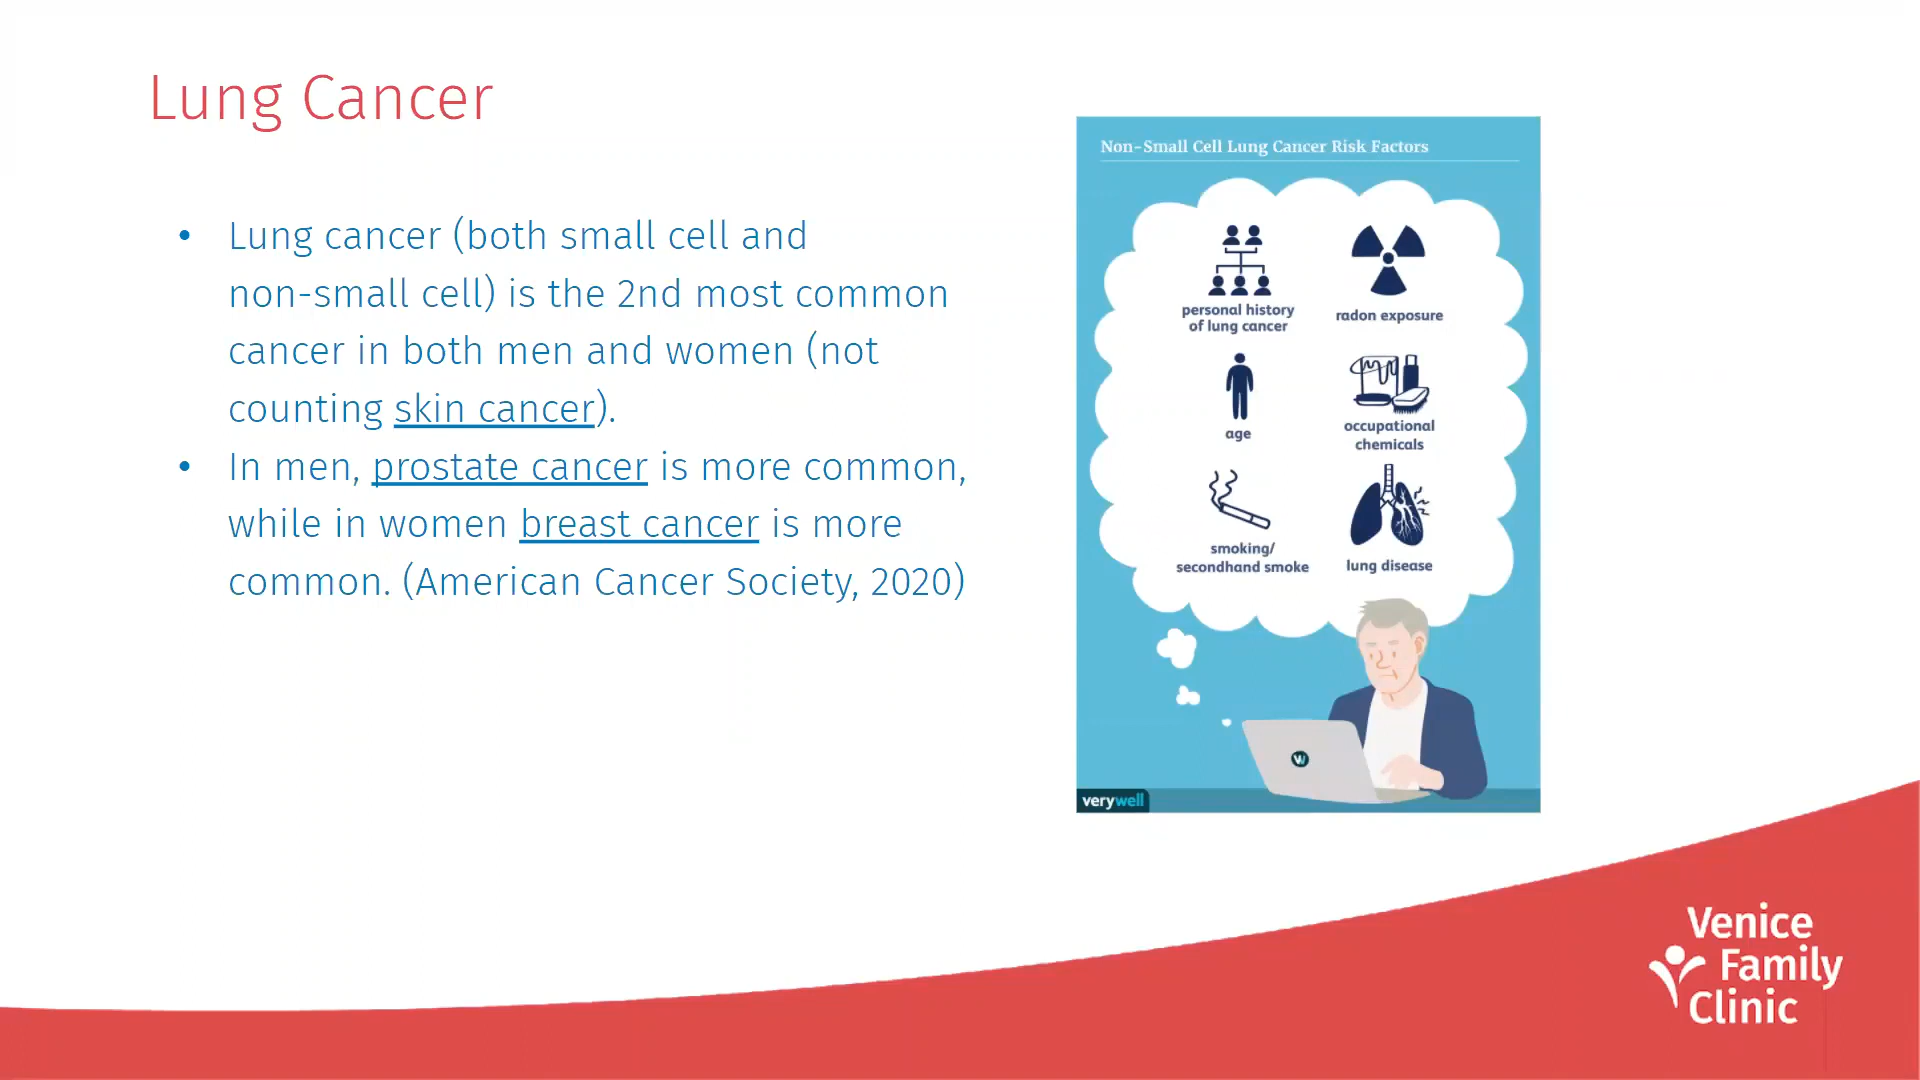 Lung Cancer
• Lung cancer (both small cell and
non-small cell) is the 2nd most common
cancer in both men and women (not
counting skin cancer).
• In men, prostate cancer is more common,
while in women breast cancer is more
common. (American Cancer Society, 2020)
Non-Small Cell Lung Cancer Risk Factors
personal history
of lung cancer
radon exposure
age
occupational
chemicals
smoking/
secondhand smoke
lung disease
W
verywell
Venice
Family
Clinic